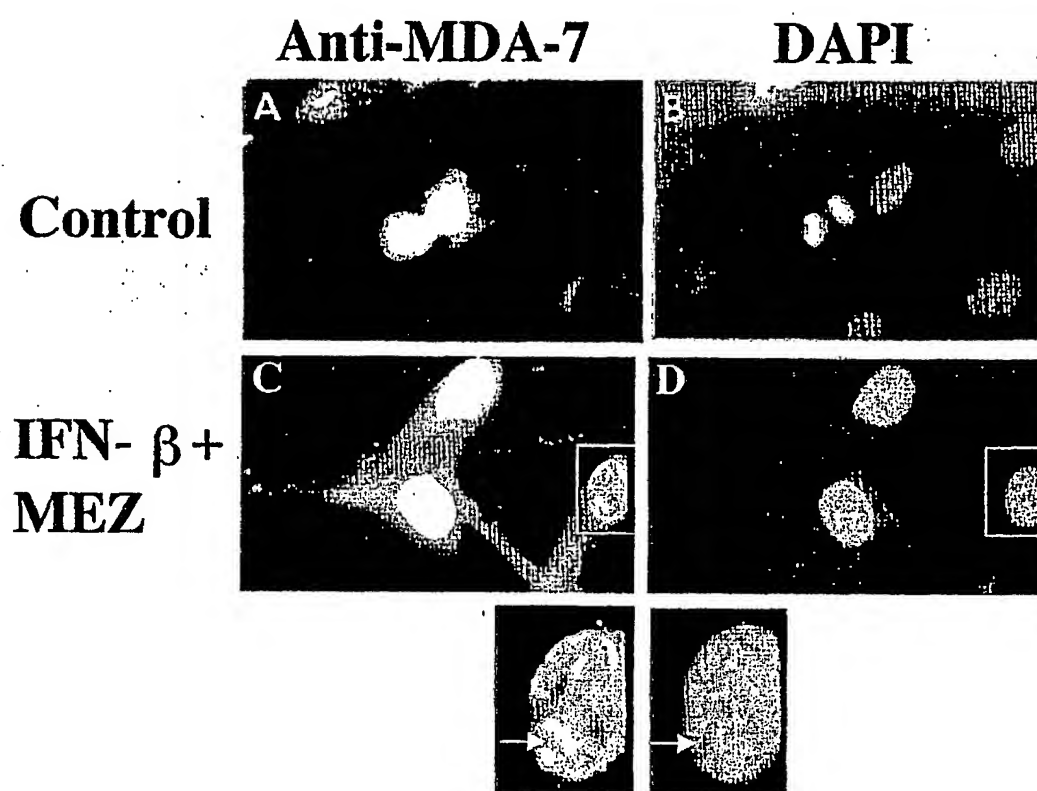 Anti-MDA-7 DAPI
A B
Control
C D
IFN- β +
MEZ